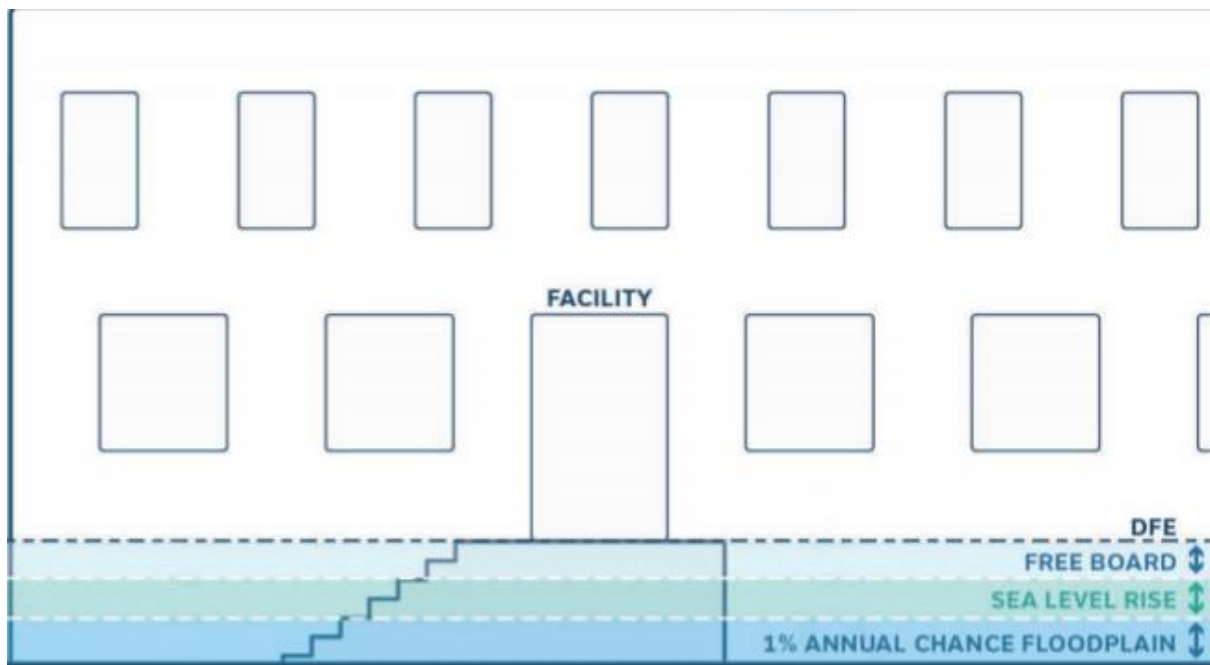 FACILITY
DFE
FREE BOARD
SEA LEVEL RISE
1% ANNUAL CHANCE FLOODPLAIN